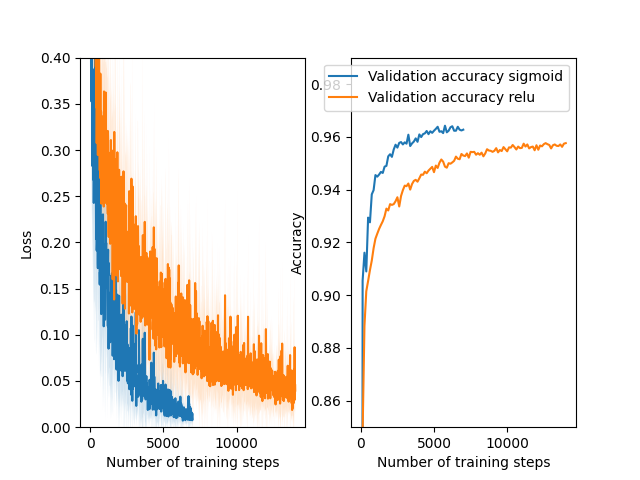 0.40
0.35
0.30
0.25
0.20
0.15
0.10
0.05
0.00
Loss
0 5000 10000
Number of training steps
Validation accuracy sigmoid
Validation accuracy relu
0.98
0.96
0.94
0.92
0.90
0.88
0.86
Accuracy
0 5000 10000
Number of training steps